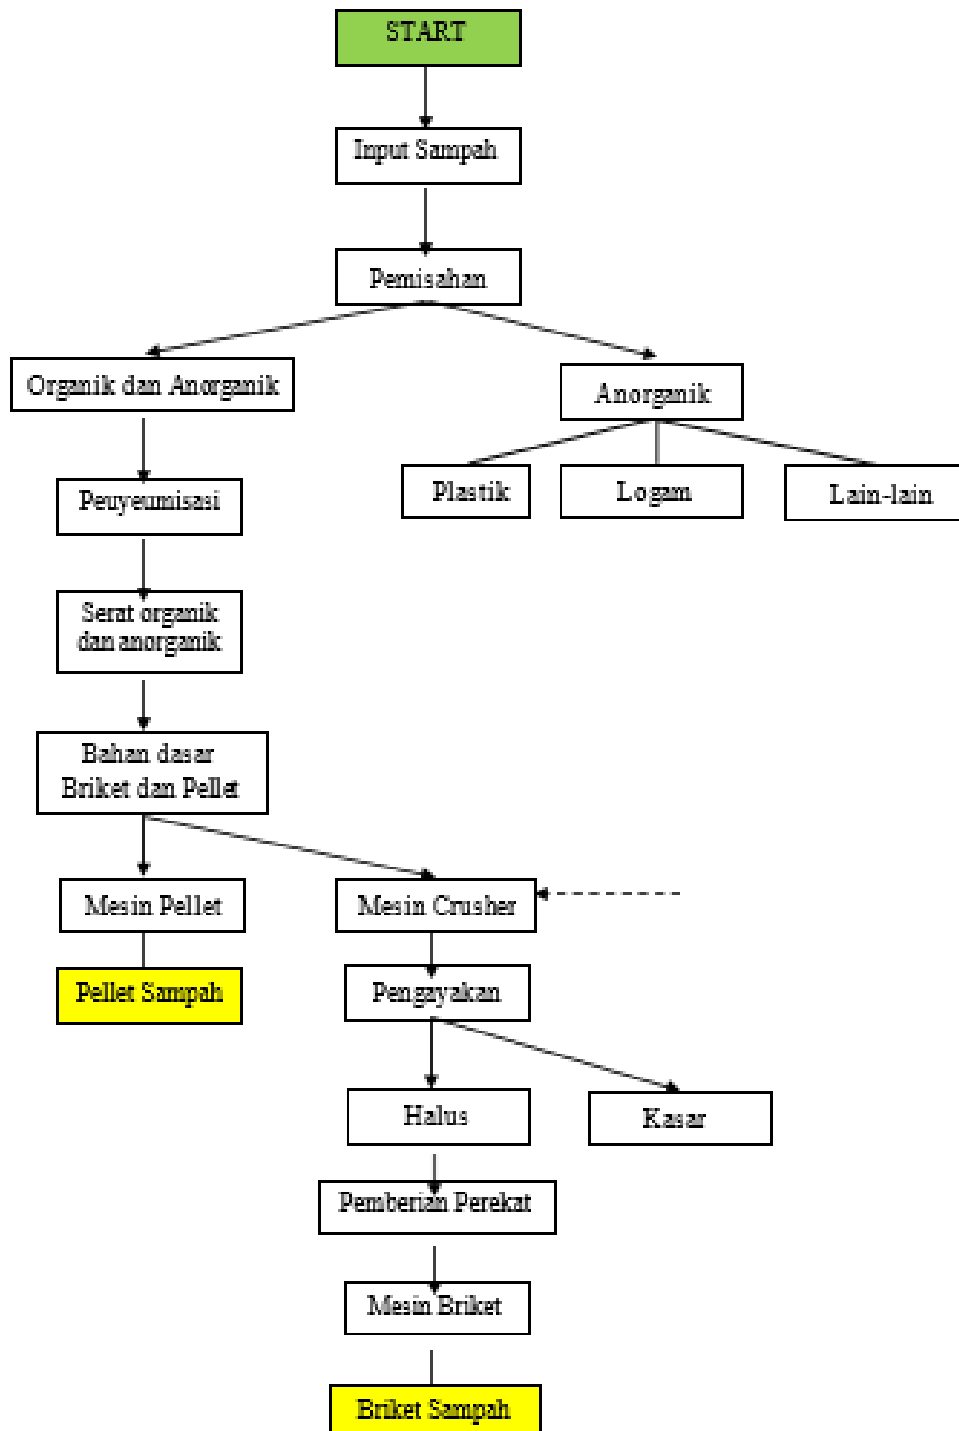 START
Input Sampah
Pemisahan
Organik dan Anorganik
Anorganik
Plastik
Logam
Lain-lain
Peuyeumisasi
Serat organik
dan anorganik
Bahan dasar
Briket dan Pellet
Mesin Pellet
Mesin Crusher
Pellet Sampah
Pengayakan
Halus
Kasar
Pemberian Perekat
Mesin Briket
Briket Sampah